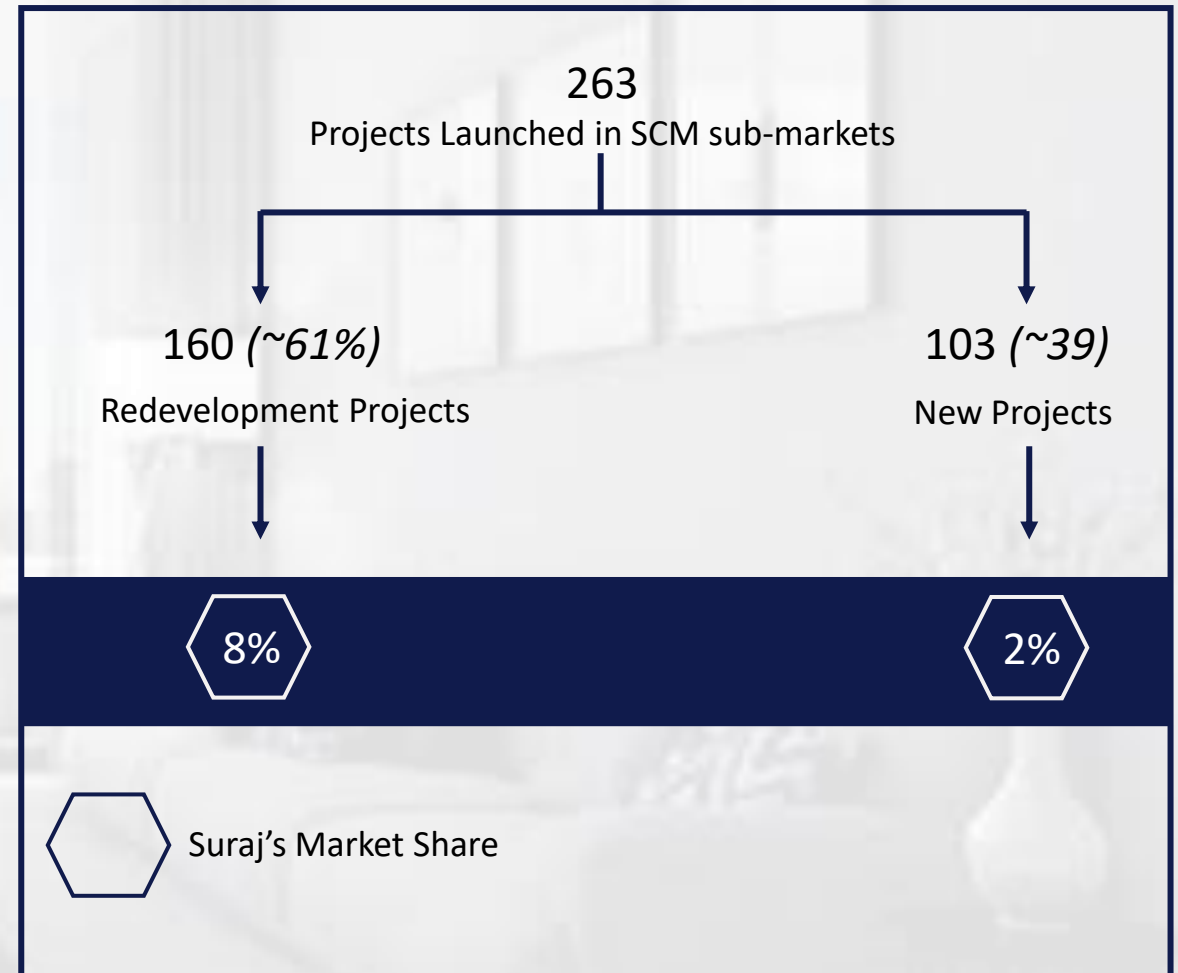 263
Projects Launched in SCM sub-markets
160 (~61%)
103 (~39)
Redevelopment Projects
New Projects
8%
2%
Suraj’s Market Share